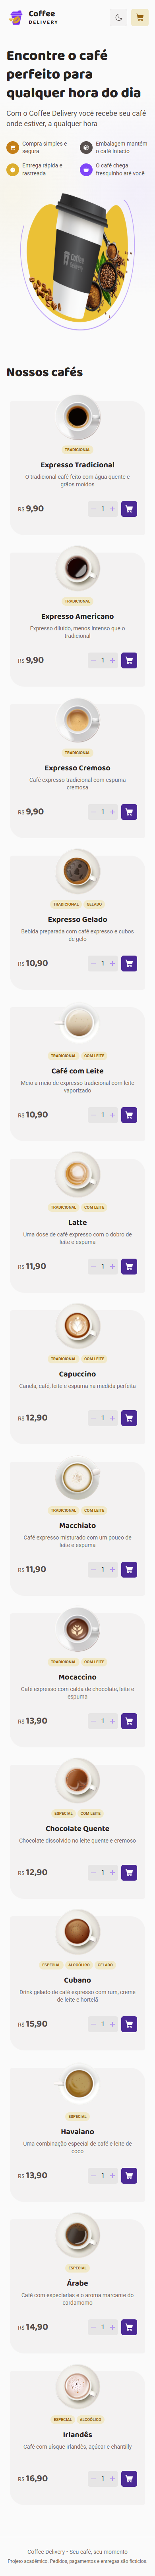 Coffee
DELIVERY
Encontre o café
perfeito para
qualquer hora do dia
Com o Coffee Delivery você recebe seu café
onde estiver, a qualquer hora
Compra simples e
segura
Embalagem mantém
o café intacto
Entrega rápida e
rastreada
O café chega
fresquinho até você
Coffee
Delivery
Nossos cafés
TRADICIONAL
Expresso Tradicional
O tradicional café feito com água quente e
grãos moídos
R$ 9,90
1
TRADICIONAL
Expresso Americano
Expresso diluído, menos intenso que o
tradicional
R$ 9,90
1
TRADICIONAL
Expresso Cremoso
Café expresso tradicional com espuma
cremosa
R$ 9,90
1
TRADICIONAL GELADO
Expresso Gelado
Bebida preparada com café expresso e cubos
de gelo
R$ 10,90
1
TRADICIONAL COM LEITE
Café com Leite
Meio a meio de expresso tradicional com leite
vaporizado
R$ 10,90
1
TRADICIONAL COM LEITE
Latte
Uma dose de café expresso com o dobro de
leite e espuma
R$ 11,90
1
TRADICIONAL COM LEITE
Capuccino
Canela, café, leite e espuma na medida perfeita
R$ 12,90
1
TRADICIONAL COM LEITE
Macchiato
Café expresso misturado com um pouco de
leite e espuma
R$ 11,90
1
TRADICIONAL COM LEITE
Mocaccino
Café expresso com calda de chocolate, leite e
espuma
R$ 13,90
1
ESPECIAL COM LEITE
Chocolate Quente
Chocolate dissolvido no leite quente e cremoso
R$ 12,90
1
ESPECIAL ALCOÓLICO GELADO
Cubano
Drink gelado de café expresso com rum, creme
de leite e hortelã
R$ 15,90
1
ESPECIAL
Havaiano
Uma combinação especial de café e leite de
coco
R$ 13,90
1
ESPECIAL
Árabe
Café com especiarias e o aroma marcante do
cardamomo
R$ 14,90
1
ESPECIAL ALCOÓLICO
Irlandês
Café com uísque irlandês, açúcar e chantilly
R$ 16,90
1
Coffee Delivery • Seu café, seu momento
Projeto acadêmico. Pedidos, pagamentos e entregas são fictícios.